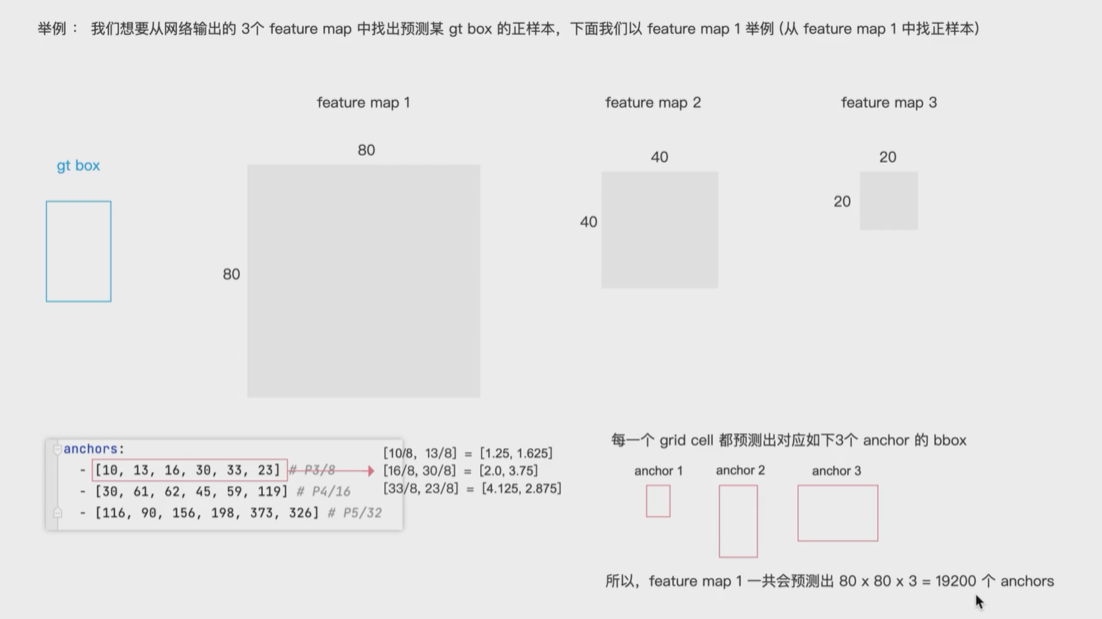 举例： 我们想要从网络输出的 3个 feature map 中找出预测某 gt box 的正样本，下面我们以 feature map 1 举例 (从 feature map 1 中找正样本)
feature map 1
feature map 2
feature map 3
80
40
20
gt box
20
40
80
anchors:
- [10, 13, 16, 30, 33, 23] # P3/8
- [30, 61, 62, 45, 59, 119] # P4/16
- [116, 90, 156, 198, 373, 326] # P5/32
[10/8, 13/8] = [1.25, 1.625]
[16/8, 30/8] = [2.0, 3.75]
[33/8, 23/8] = [4.125, 2.875]
每一个 grid cell 都预测出对应如下3个 anchor 的 bbox
anchor 1
anchor 2
anchor 3
所以，feature map 1 一共会预测出 80 x 80 x 3 = 19200 个 anchors